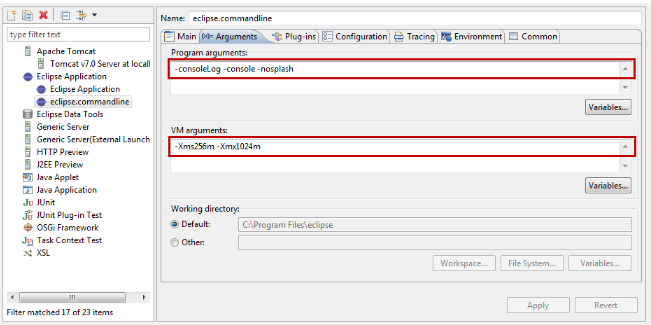 Name: eclipse.commandline
type filter text
Apache Tomcat
Tomcat v7.0 Server at locall
Eclipse Application
Eclipse Application
eclipse.commandline
Eclipse Data Tools
Generic Server
Generic Server(External Launch
HTTP Preview
J2EE Preview
Java Applet
Java Application
JUnit
JUnit Plug-in Test
OSGi Framework
Task Context Test
XSL
Filter matched 17 of 23 items
Main Arguments Plug-ins Configuration Tracing Environment Common
Program arguments:
-consoleLog -console -nosplash
Variables...
VM arguments:
-Xms256m -Xmx1024m
Variables...
Working directory:
Default: C:\Program Files\eclipse
Other:
Workspace... File System... Variables...
Apply Revert